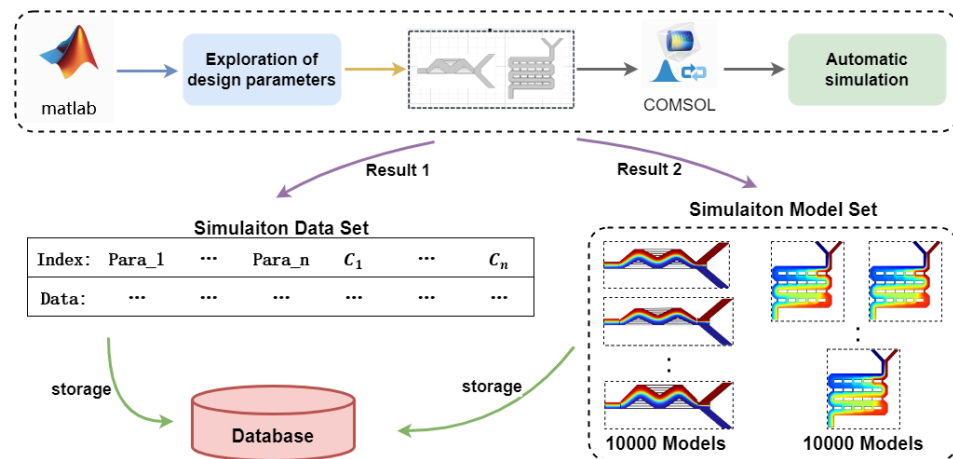 matlab
Exploration of
design parameters
COMSOL
Automatic
simulation
Result 1
Result 2
Simulaiton Data Set
Index: Para_1 ... Para_n C₁ ... Cₙ
Data: ... ... ... ... ... ...
Simulaiton Model Set
10000 Models
10000 Models
storage
storage
Database